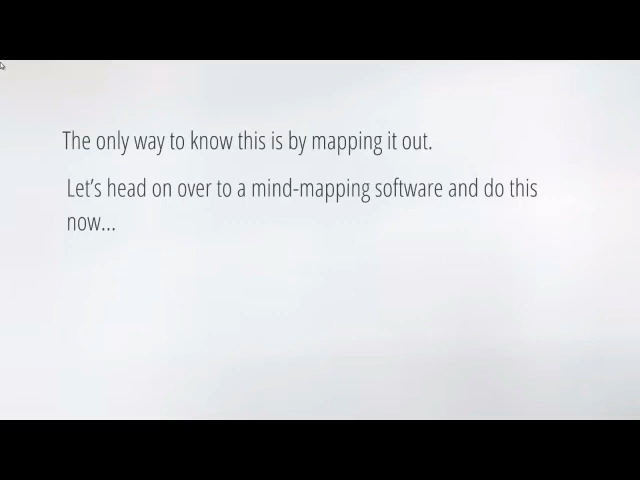 The only way to know this is by mapping it out.
Let's head on over to a mind-mapping software and do this
now...